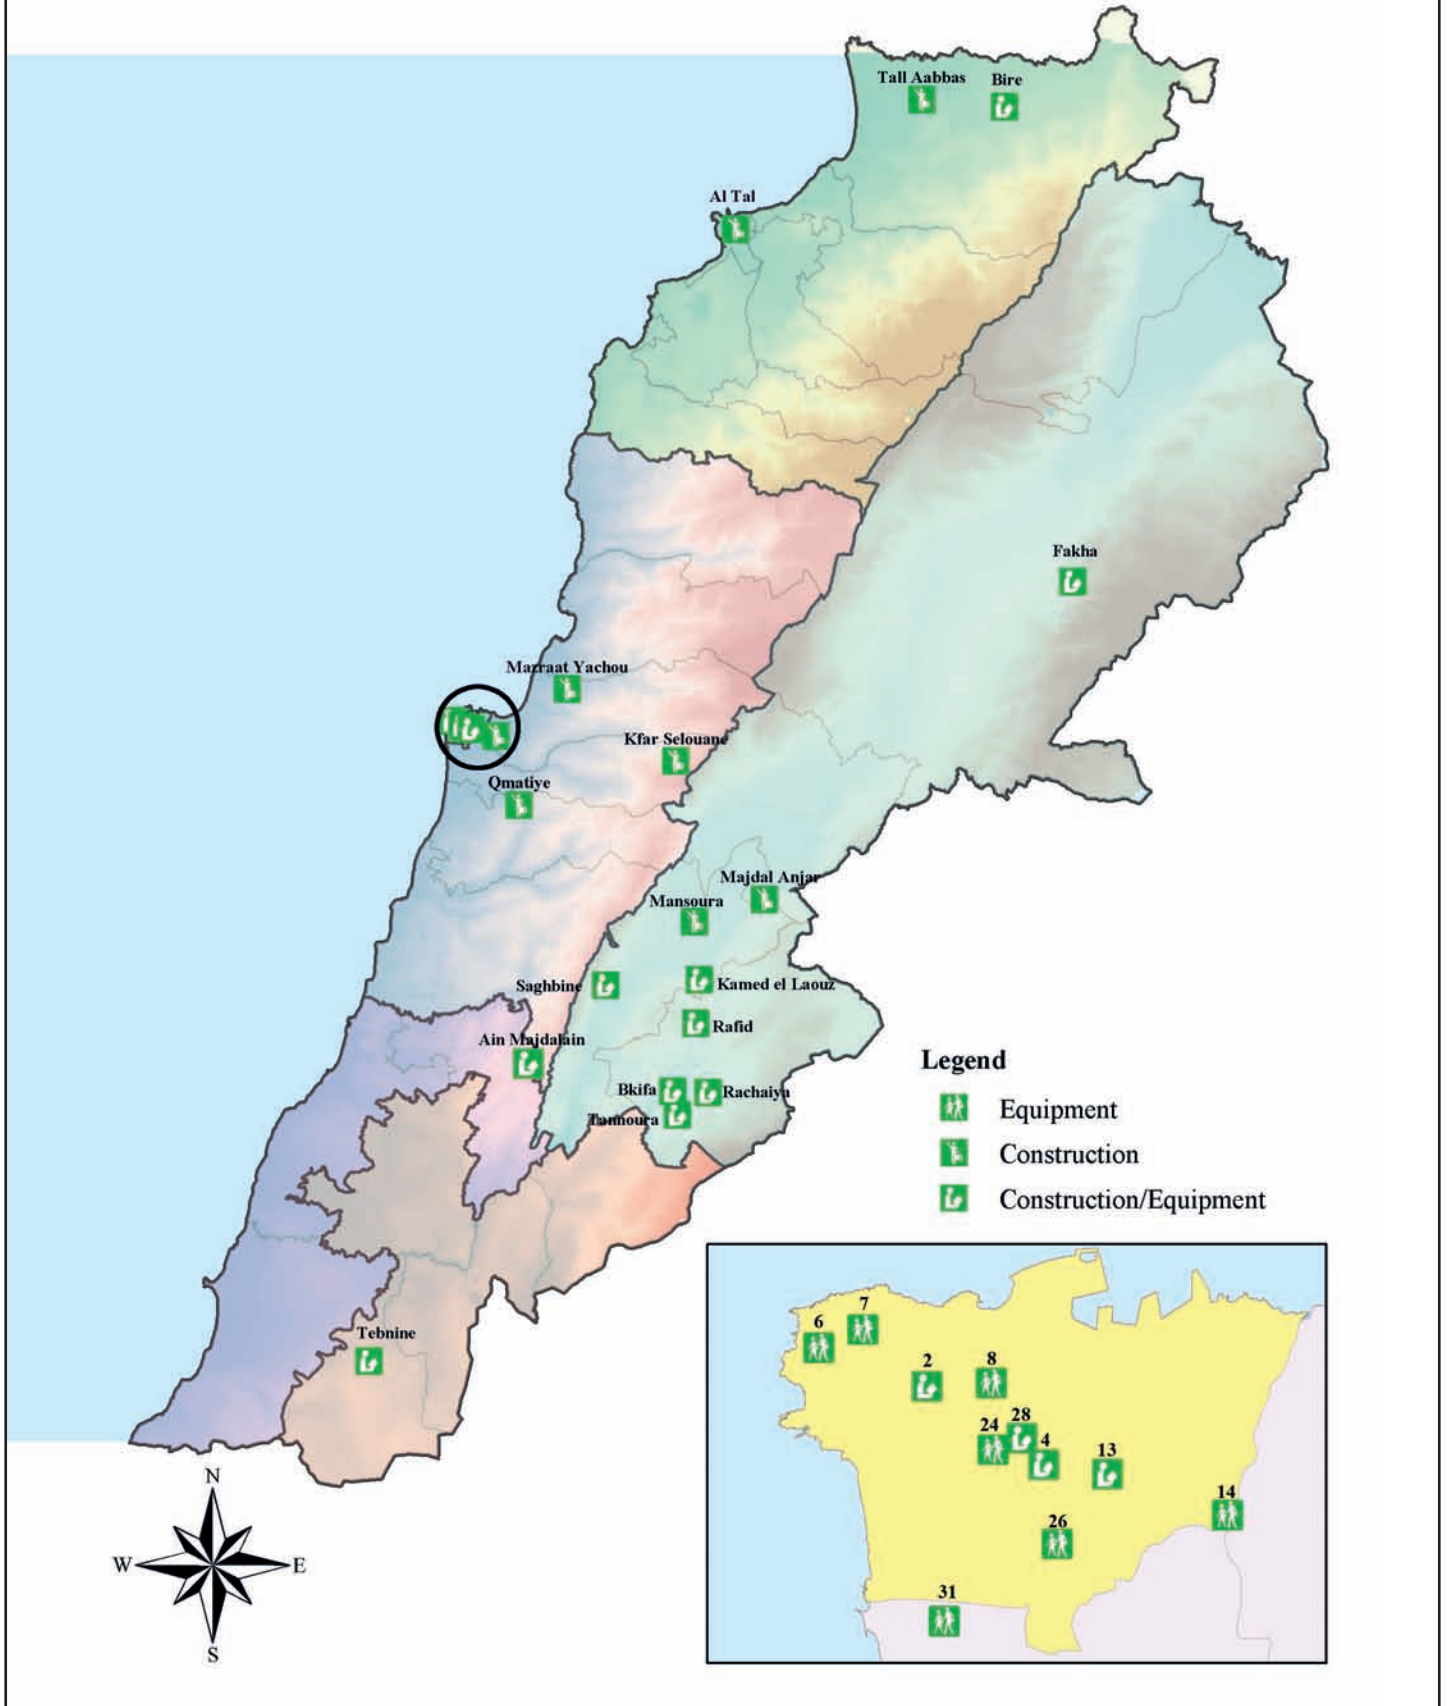 Tall Aabbas
Bire
Al Tal
Fakha
Mazraat Yachou
Kfar Selouane
Qmatiye
Majdal Anjar
Mansoura
Saghbine
Kamed el Laouz
Rafid
Ain Majdalain
Bkifa
Rachaiya
Tannoura
Legend
Equipment
Construction
Construction/Equipment
Tebnine
7
6
2
8
28
24
4
13
14
26
31
N
W
E
S